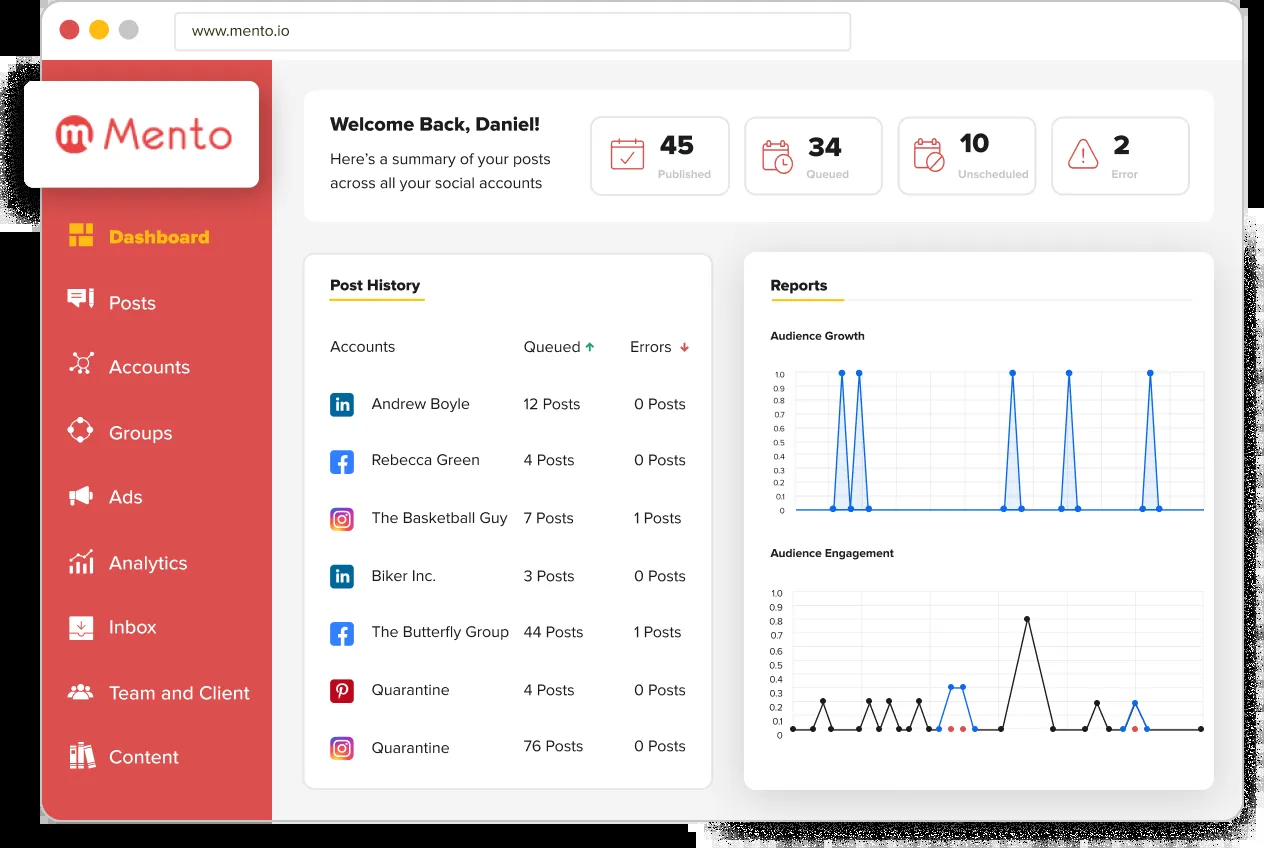 www.mento.io
m Mento
Dashboard
Posts
Accounts
Groups
Ads
Analytics
Inbox
Team and Client
Content
Welcome Back, Daniel!
Here's a summary of your posts
across all your social accounts
45
Published
34
Queued
10
Unscheduled
2
Error
Post History
Accounts Queued Errors
in Andrew Boyle 12 Posts 0 Posts
f Rebecca Green 4 Posts 0 Posts
The Basketball Guy 7 Posts 1 Posts
in Biker Inc. 3 Posts 0 Posts
f The Butterfly Group 44 Posts 1 Posts
Quarantine 4 Posts 0 Posts
Quarantine 76 Posts 0 Posts
Reports
Audience Growth
1.0
0.9
0.8
0.7
0.6
0.5
0.4
0.3
0.2
0.1
0
Audience Engagement
1.0
0.9
0.8
0.7
0.6
0.5
0.4
0.3
0.2
0.1
0